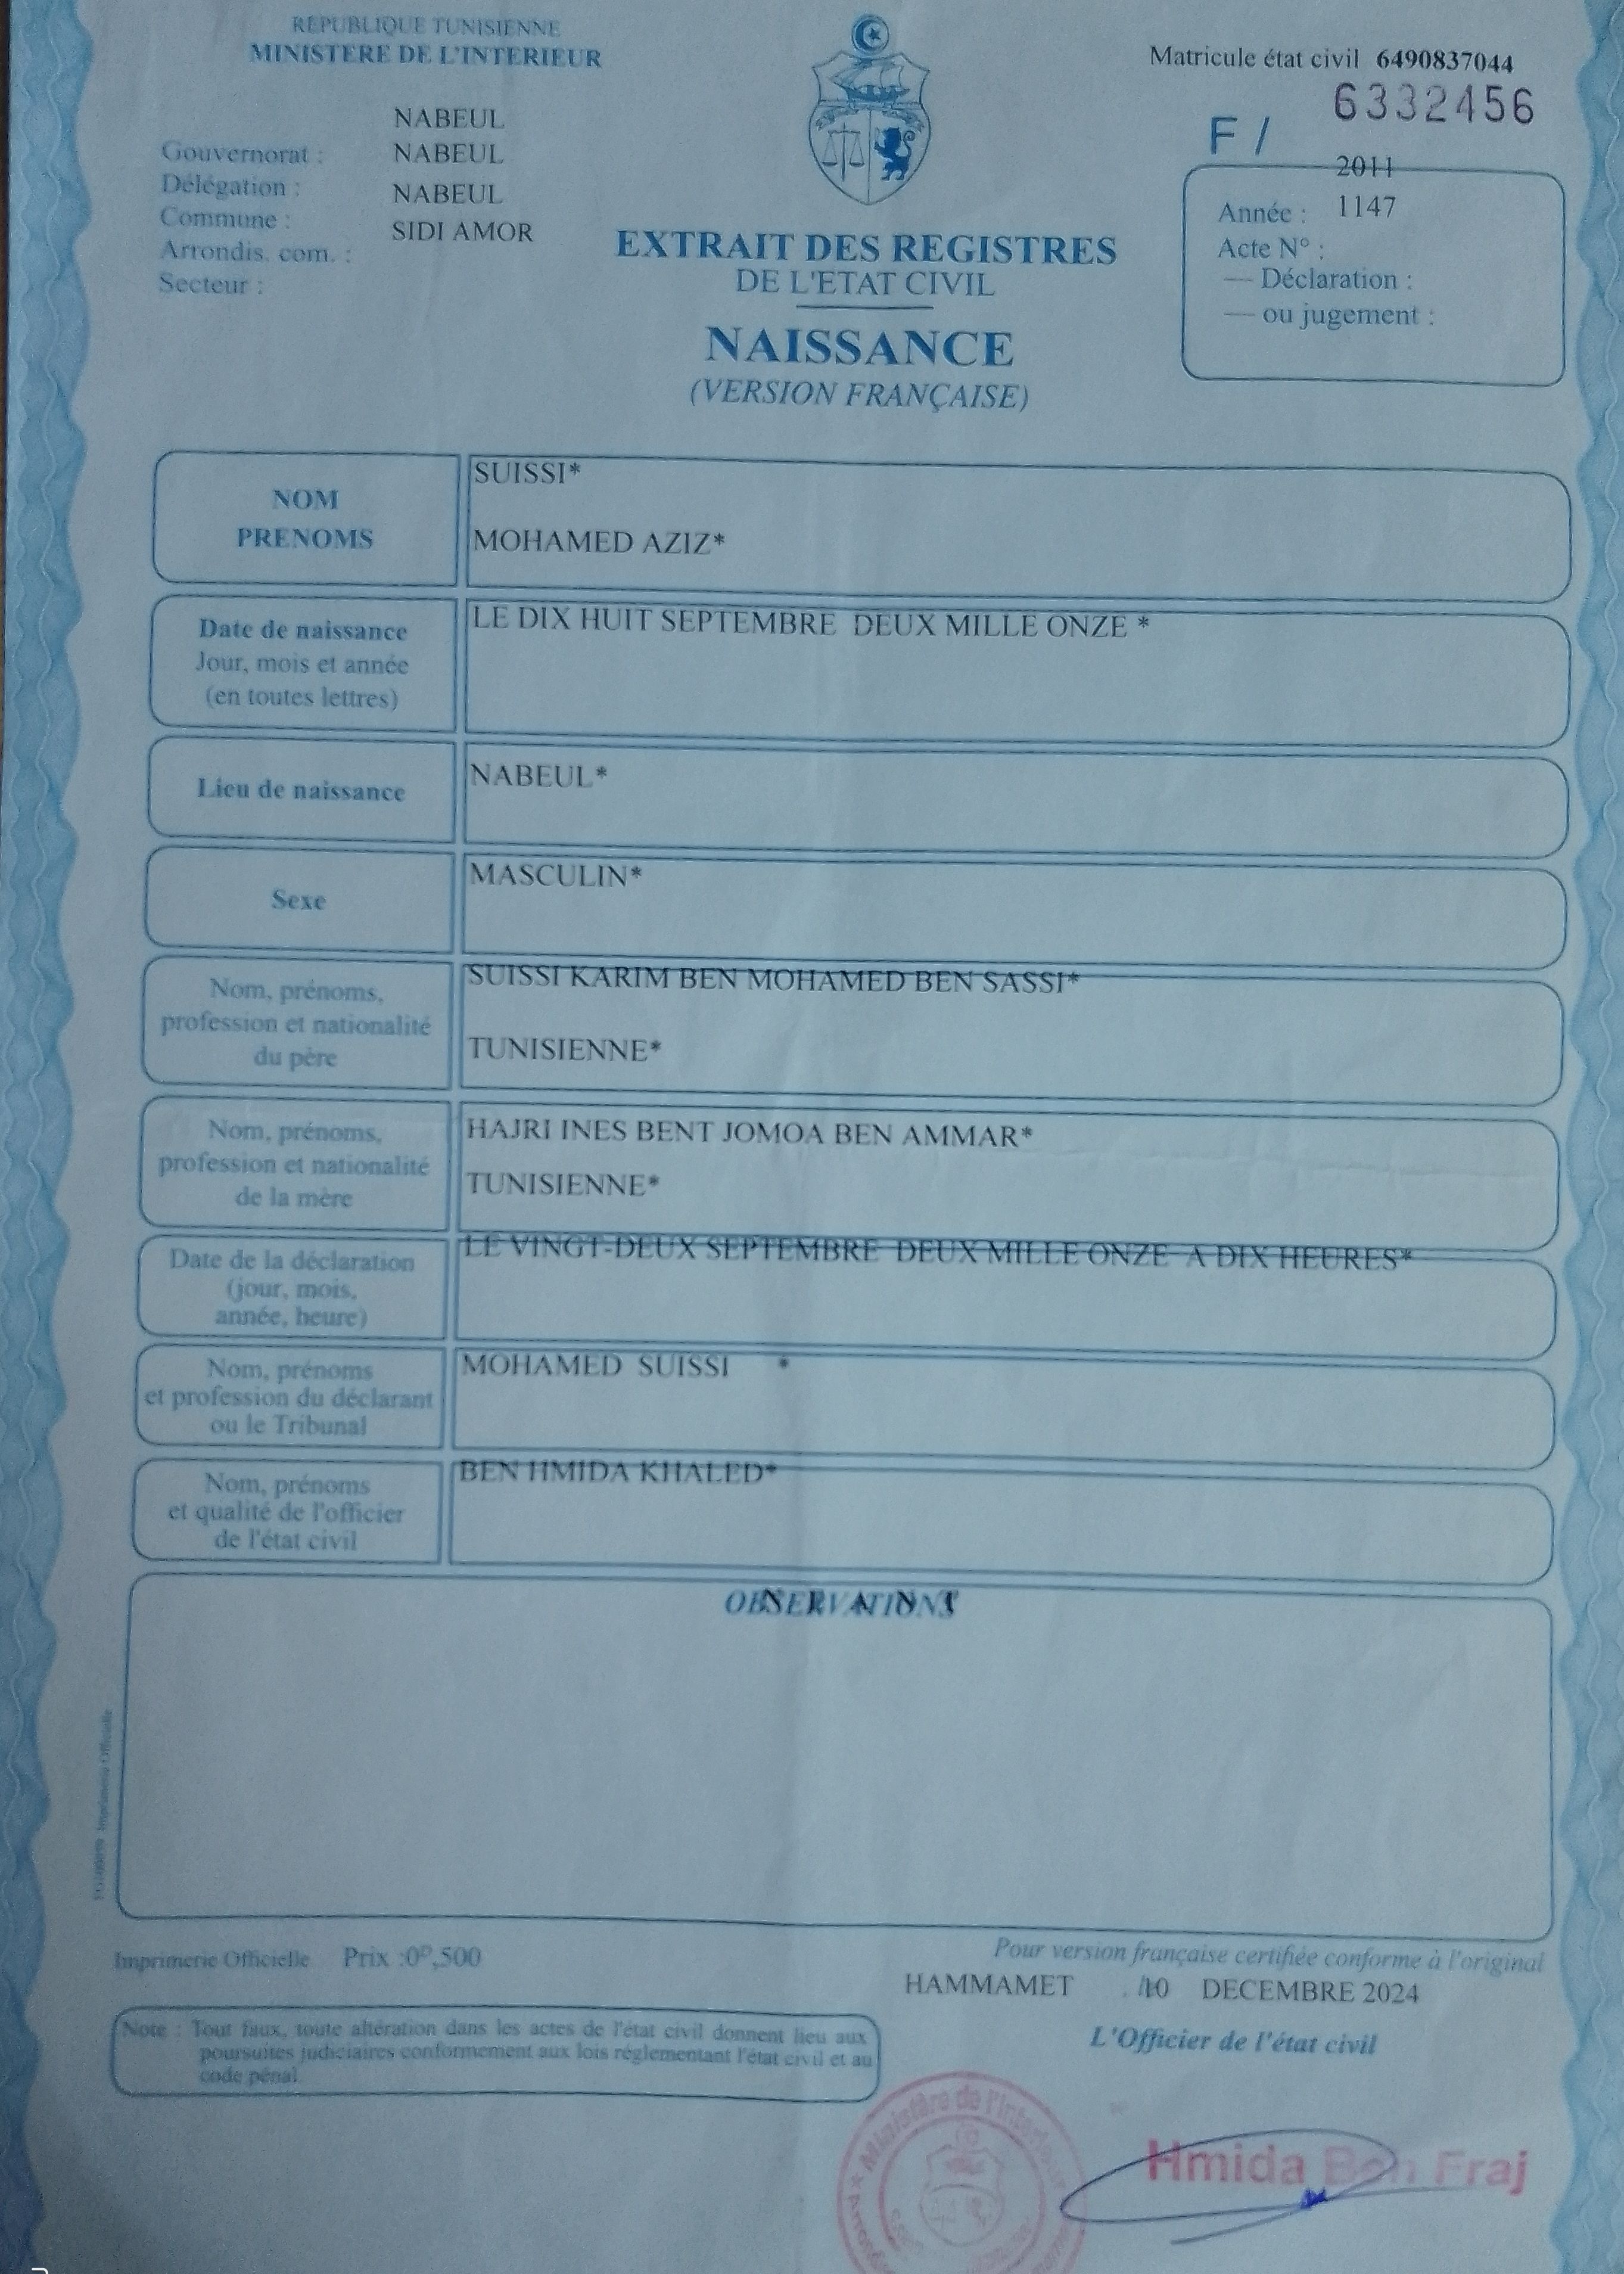 REPUBLIQUE TUNISIENNE
MINISTERE DE L'INTERIEUR
Matricule état civil 6490837044
6332456
F /
NABEUL
Gouvernorat : NABEUL
Délégation : NABEUL
Commune : SIDI AMOR
Arrondis. com. :
Secteur :
2011
Année : 1147
Acte N° :
— Déclaration :
— ou jugement :
EXTRAIT DES REGISTRES
DE L'ETAT CIVIL
NAISSANCE
(VERSION FRANÇAISE)
NOM
PRENOMS
SUISSI*
MOHAMED AZIZ*
Date de naissance
Jour, mois et année
(en toutes lettres)
LE DIX HUIT SEPTEMBRE DEUX MILLE ONZE *
Lieu de naissance
NABEUL*
Sexe
MASCULIN*
Nom, prénoms,
profession et nationalité
du père
SUISSI KARIM BEN MOHAMED BEN SASSI*
TUNISIENNE*
Nom, prénoms,
profession et nationalité
de la mère
HAJRI INES BENT JOMOA BEN AMMAR*
TUNISIENNE*
Date de la déclaration
(jour, mois,
année, heure)
LE VINGT-DEUX SEPTEMBRE DEUX MILLE ONZE A DIX HEURES*
Nom, prénoms
et profession du déclarant
ou le Tribunal
MOHAMED SUISSI *
Nom, prénoms
et qualité de l'officier
de l'état civil
BEN HMIDA KHALED*
OBSERVATIONS
Imprimerie Officielle
Imprimerie Officielle Prix :0ᴰ,500
Pour version française certifiée conforme à l'original
HAMMAMET 10 DECEMBRE 2024
L'Officier de l'état civil
Note : Tout faux, toute altération dans les actes de l'état civil donnent lieu aux
poursuites judiciaires conformement aux lois réglementant l'état civil et au
code pénal.
Ministère de l'Interieur
Hmida Ben Fraj